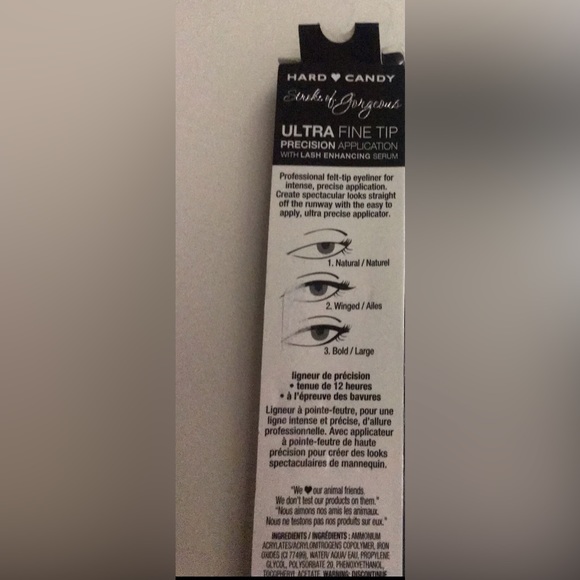 HARD ♥ CANDY
Stroke of Gorgeous
ULTRA FINE TIP
PRECISION APPLICATION
WITH LASH ENHANCING SERUM
Professional felt-tip eyeliner for
intense, precise application.
Create spectacular looks straight
off the runway with the easy to
apply, ultra precise applicator.
1. Natural / Naturel
2. Winged / Ailes
3. Bold / Large
ligneur de précision
• tenue de 12 heures
• à l'épreuve des bavures
Ligneur à pointe-feutre, pour une
ligne intense et précise, d'allure
professionnelle. Avec applicateur
à pointe-feutre de haute
précision pour créer des looks
spectaculaires de mannequin.
"We ♥ our animal friends.
We don't test our products on them."
"Nous aimons nos amis les animaux.
Nous ne testons pas nos produits sur eux."
INGREDIENTS / INGRÉDIENTS : AMMONIUM
ACRYLATES/ACRYLONITROGENS COPOLYMER, IRON
OXIDES (CI 77499), WATER/ AQUA/ EAU, PROPYLENE
GLYCOL, POLYSORBATE 20, PHENOXYETHANOL,
TOCOPHERYL ACETATE. WARNING: DISCONTINUE